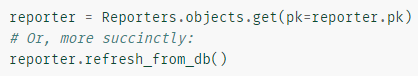 reporter = Reporters.objects.get(pk=reporter.pk)
# Or, more succinctly:
reporter.refresh_from_db()